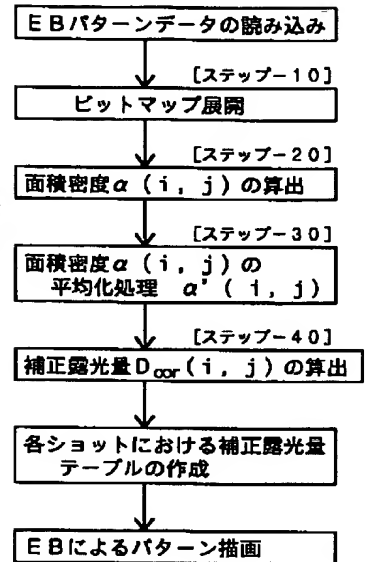 EBパターンデータの読み込み
[ステップ-10]
ビットマップ展開
[ステップ-20]
面積密度α(i, j)の算出
[ステップ-30]
面積密度α(i, j)の
平均化処理 α'(i, j)
[ステップ-40]
補正露光量Dcor(i, j)の算出
各ショットにおける補正露光量
テーブルの作成
EBによるパターン描画